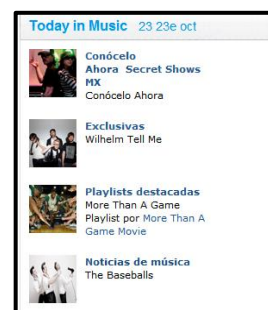 Today in Music 23 23e oct
Conócelo
Ahora Secret Shows
MX
Conócelo Ahora
Exclusivas
Wilhelm Tell Me
Playlists destacadas
More Than A Game
Playlist por More Than A
Game Movie
Noticias de música
The Baseballs